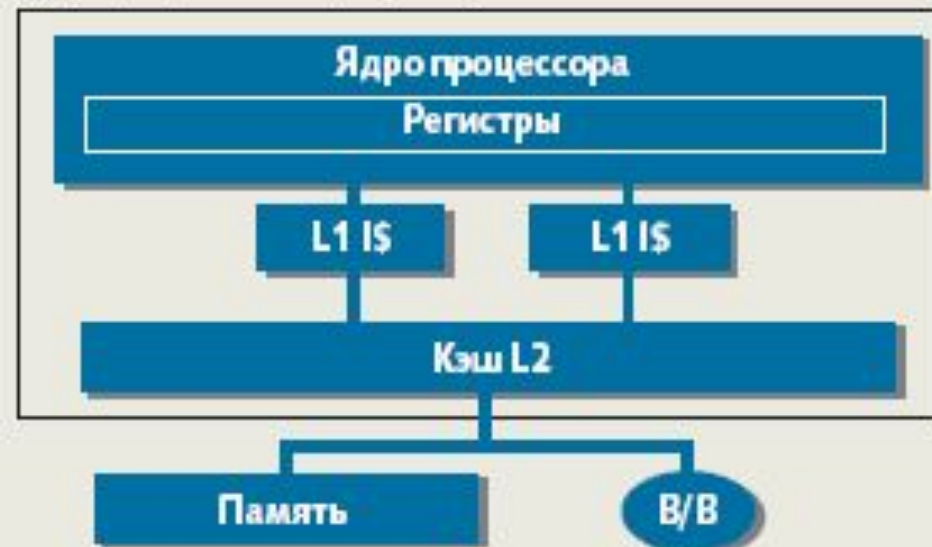 Ядро процессора
Регистры
L1 I$
L1 I$
Кэш L2
Память
В/В